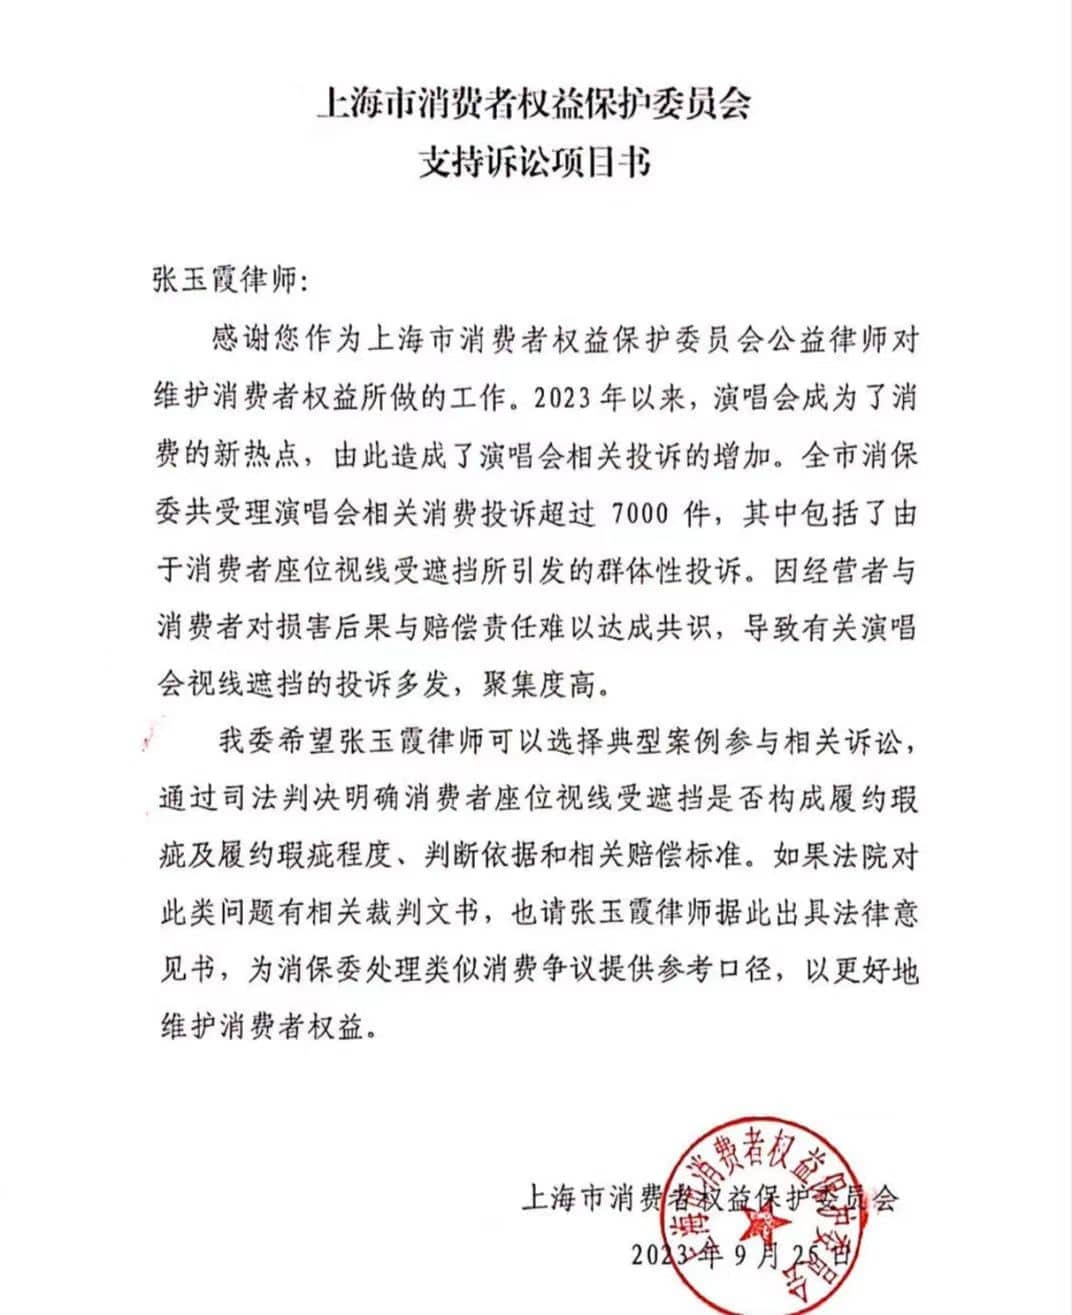 上海市消费者权益保护委员会
支持诉讼项目书
张玉霞律师：
感谢您作为上海市消费者权益保护委员会公益律师对
维护消费者权益所做的工作。2023年以来，演唱会成为了消
费的新热点，由此造成了演唱会相关投诉的增加。全市消保
委共受理演唱会相关消费投诉超过 7000 件，其中包括了由
于消费者座位视线受遮挡所引发的群体性投诉。因经营者与
消费者对损害后果与赔偿责任难以达成共识，导致有关演唱
会视线遮挡的投诉多发，聚集度高。
我委希望张玉霞律师可以选择典型案例参与相关诉讼，
通过司法判决明确消费者座位视线受遮挡是否构成履约瑕
疵及履约瑕疵程度、判断依据和相关赔偿标准。如果法院对
此类问题有相关裁判文书，也请张玉霞律师据此出具法律意
见书，为消保委处理类似消费争议提供参考口径，以更好地
维护消费者权益。
上海市消费者权益保护委员会
2023年9月25日
上海市消费者权益保护委员会